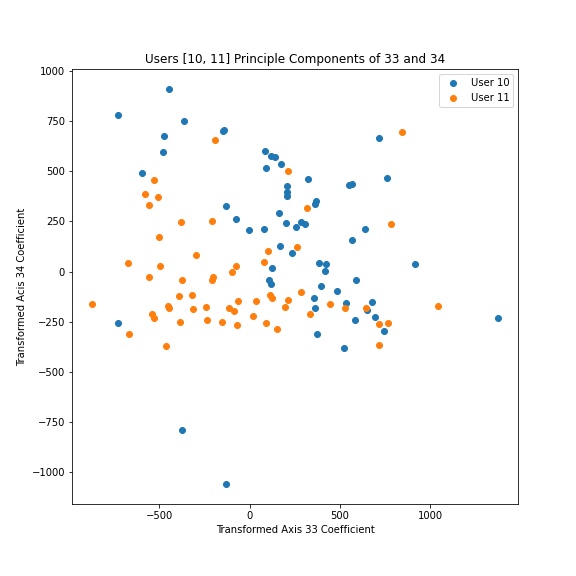 Users [10, 11] Principle Components of 33 and 34
User 10
User 11
1000
750
500
250
0
−250
−500
−750
−1000
Transformed Acis 34 Coefficient
−500
0
500
1000
Transformed Axis 33 Coefficient